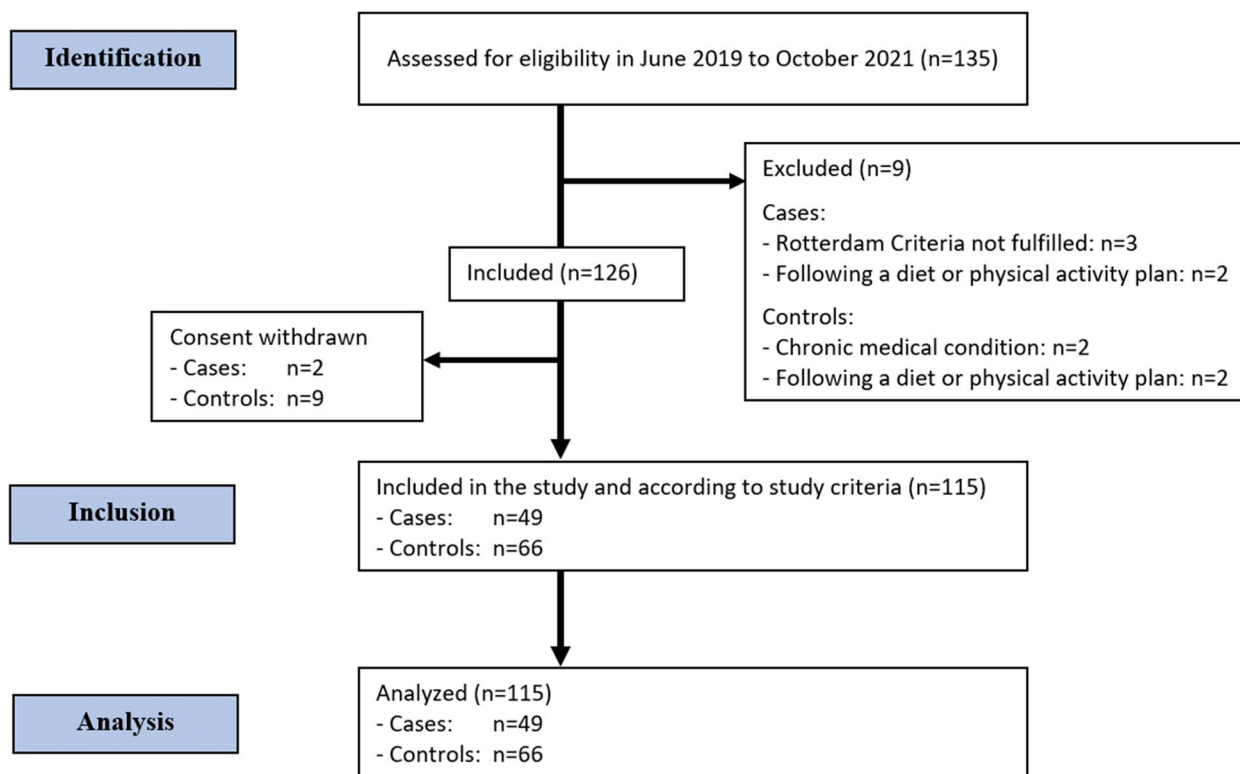 Identification
Assessed for eligibility in June 2019 to October 2021 (n=135)
Excluded (n=9)
Cases:
- Rotterdam Criteria not fulfilled: n=3
- Following a diet or physical activity plan: n=2
Controls:
- Chronic medical condition: n=2
- Following a diet or physical activity plan: n=2
Included (n=126)
Consent withdrawn
- Cases: n=2
- Controls: n=9
Inclusion
Included in the study and according to study criteria (n=115)
- Cases: n=49
- Controls: n=66
Analysis
Analyzed (n=115)
- Cases: n=49
- Controls: n=66